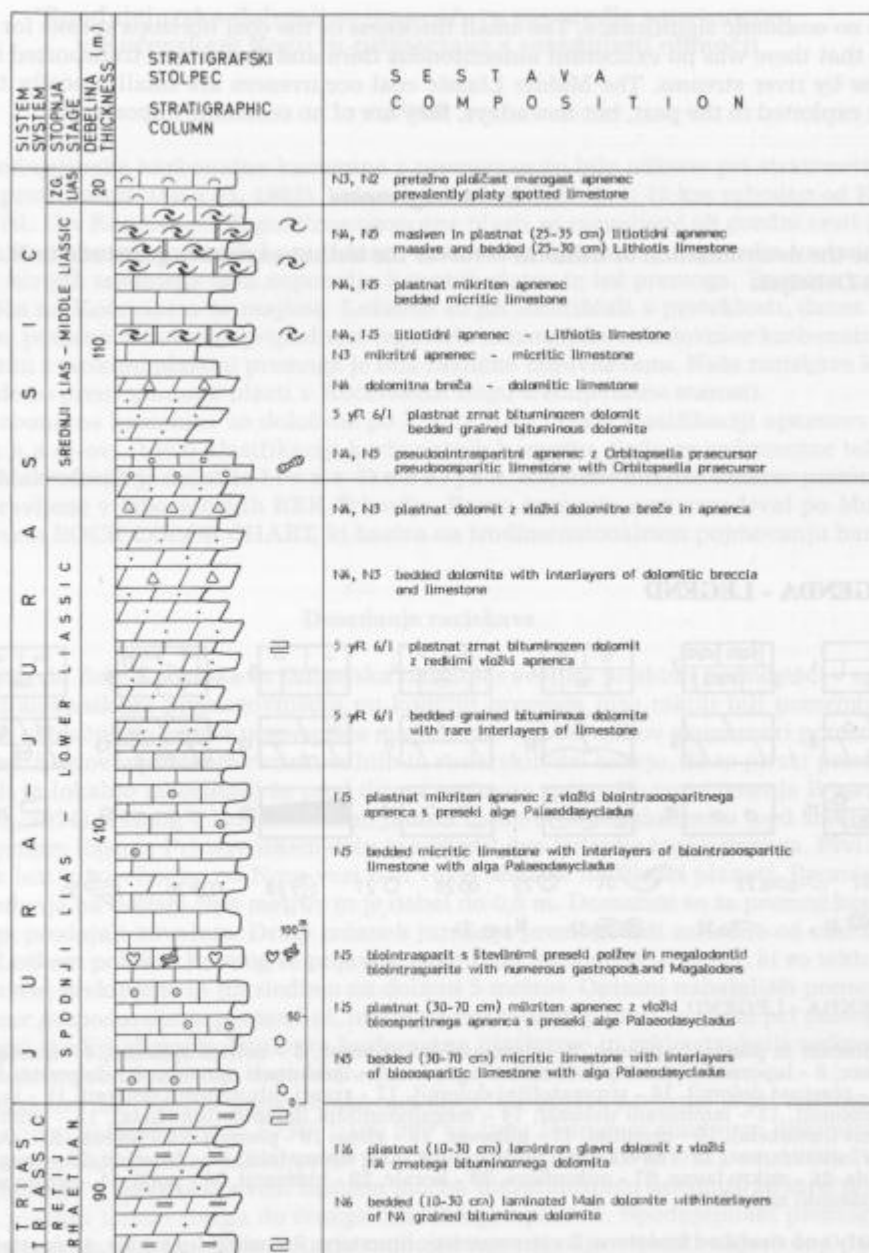 SISTEM
SYSTEM
STOPNJA
STAGE
DEBELINA
THICKNESS (m)
STRATIGRAFSKI
STOLPEC
STRATIGRAPHIC
COLUMN
SESTAVA
COMPOSITION
ZG. LIAS
20
N3, N2 pretežno ploščast marogast apnenec
prevalently platy spotted limestone
JURA JURASSIC
SREDNJI LIAS - MIDDLE LIASSIC
110
N4, N5 masiven in plastnat (25-35 cm) litiotidni apnenec
massive and bedded (25-30 cm) Lithiotis limestone
N4, N5 plastnat mikriten apnenec
bedded micritic limestone
N4, N5 litiotidni apnenec - Lithiotis limestone
N3 mikritni apnenec - micritic limestone
N4 dolomitna breča - dolomitic limestone
5 yR 6/1 plastnat zrnat bituminozen dolomit
bedded grained bituminous dolomite
N4, N5 pseudoointrasparitni apnenec z Orbitopsella praecursor
pseudooosparitic limestone with Orbitopsella praecursor
SPODNJI LIAS - LOWER LIASSIC
410
N4, N3 plastnat dolomit z vložki dolomitne breče in apnenca
N4, N3 bedded dolomite with interlayers of dolomitic breccia
and limestone
5 yR 6/1 plastnat zrnat bituminozen dolomit
z redkimi vložki apnenca
5 yR 6/1 bedded grained bituminous dolomite
with rare interlayers of limestone
N5 plastnat mikriten apnenec z vložki biointraoosparitnega
apnenca s preseki alge Palaeodasycladus
N5 bedded micritic limestone with interlayers of biointraoosparitic
limestone with alga Palaeodasycladus
100 m
N5 biointrasparit s številnimi preseki polžev in megalodontid
biointrasparite with numerous gastropods and Magalodons
N5 plastnat (30-70 cm) mikriten apnenec z vložki
biooosparitnega apnenca s preseki alge Palaeodasycladus
50
N5 bedded (30-70 cm) micritic limestone with interlayers
of biooosparitic limestone with alga Palaeodasycladus
0
TRIAS
TRIASSIC
RETIJ
RHAETIAN
90
N6 plastnat (10-30 cm) laminiran glavni dolomit z vložki
N4 zrnatega bituminoznega dolomita
N6 bedded (10-30 cm) laminated Main dolomite with interlayers
of N4 grained bituminous dolomite